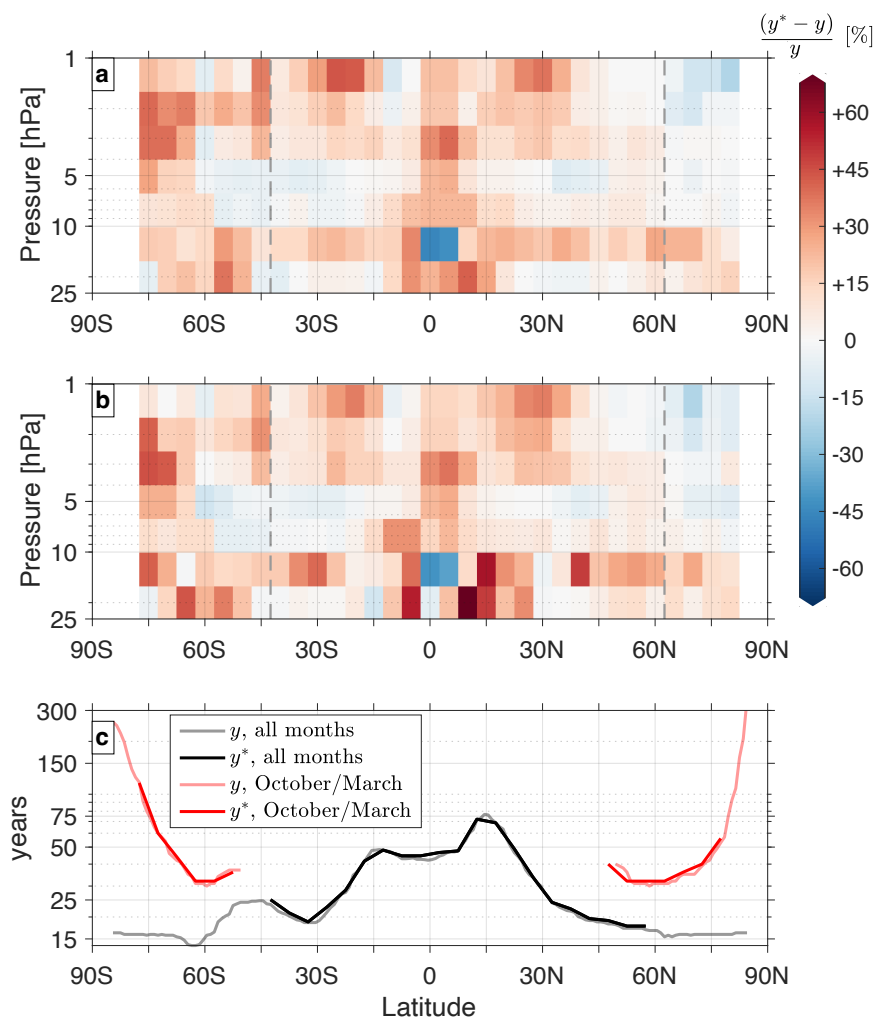 (y* − y)
y
[%]
a
1
5
10
25
Pressure [hPa]
90S 60S 30S 0 30N 60N 90N
+60
+45
+30
+15
0
-15
-30
-45
-60
b
1
5
10
25
Pressure [hPa]
90S 60S 30S 0 30N 60N 90N
c
300
150
75
50
25
15
years
y, all months
y*, all months
y, October/March
y*, October/March
90S 60S 30S 0 30N 60N 90N
Latitude